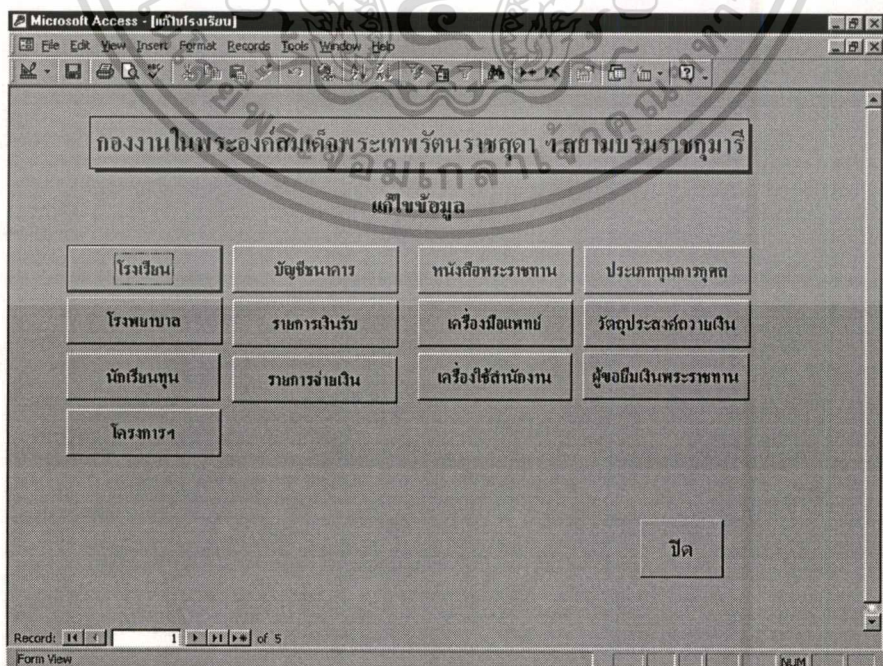 Microsoft Access - [แก้ไขโรงเรียน]
File Edit View Insert Format Records Tools Window Help
กองงานในพระองค์สมเด็จพระเทพรัตนราชสุดา ฯ สยามบรมราชกุมารี
แก้ไขข้อมูล
โรงเรียน บัญชีธนาคาร หนังสือพระราชทาน ประเภททุนการกุศล
โรงพยาบาล รายการเงินรับ เครื่องมือแพทย์ วัตถุประสงค์ถวายเงิน
นักเรียนทุน รายการจ่ายเงิน เครื่องใช้สำนักงาน ผู้ขอยืมเงินพระราชทาน
โครงการฯ
ปิด
Record: 1 of 5
Form View NUM